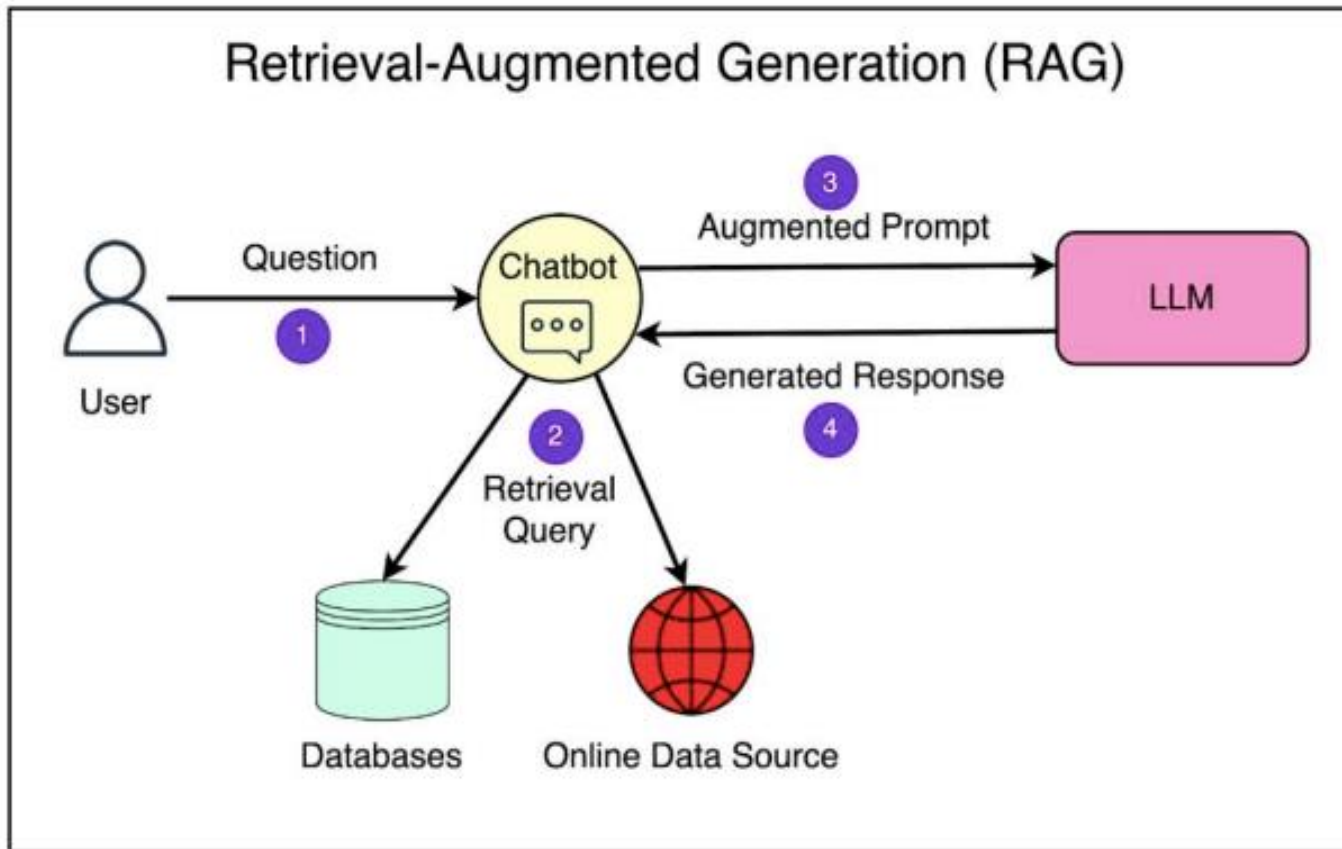 Retrieval-Augmented Generation (RAG)
3
Augmented Prompt
Question
Chatbot
LLM
1
Generated Response
User
4
2
Retrieval
Query
Databases
Online Data Source